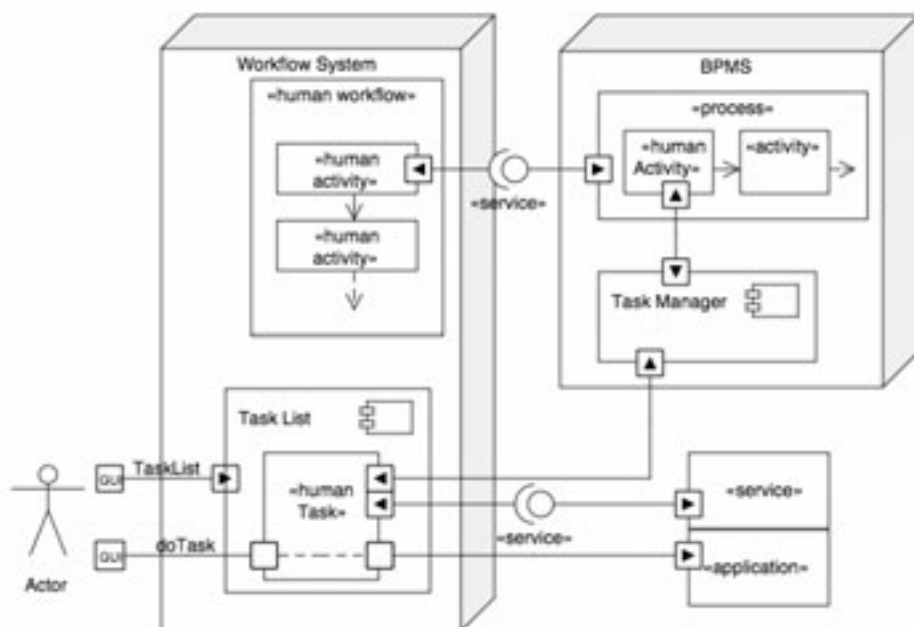 Workflow System
«human workflow»
«human
activity»
«human
activity»
«service»
BPMS
«process»
«human
Activity»
«activity»
Task Manager
Task List
GUI
TaskList
«human
Task»
«service»
GUI
doTask
Actor
«service»
«application»